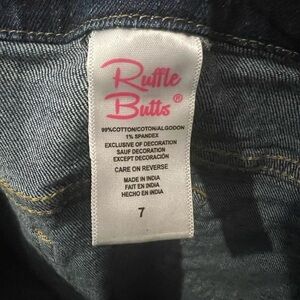 Ruffle
Butts®
99%COTTON/COTON/ALGODON
1% SPANDEX
EXCLUSIVE OF DECORATION
SAUF DECORATION
EXCEPT DECORACIÓN
CARE ON REVERSE
MADE IN INDIA
FAIT EN INDIA
HECHO EN INDIA
7